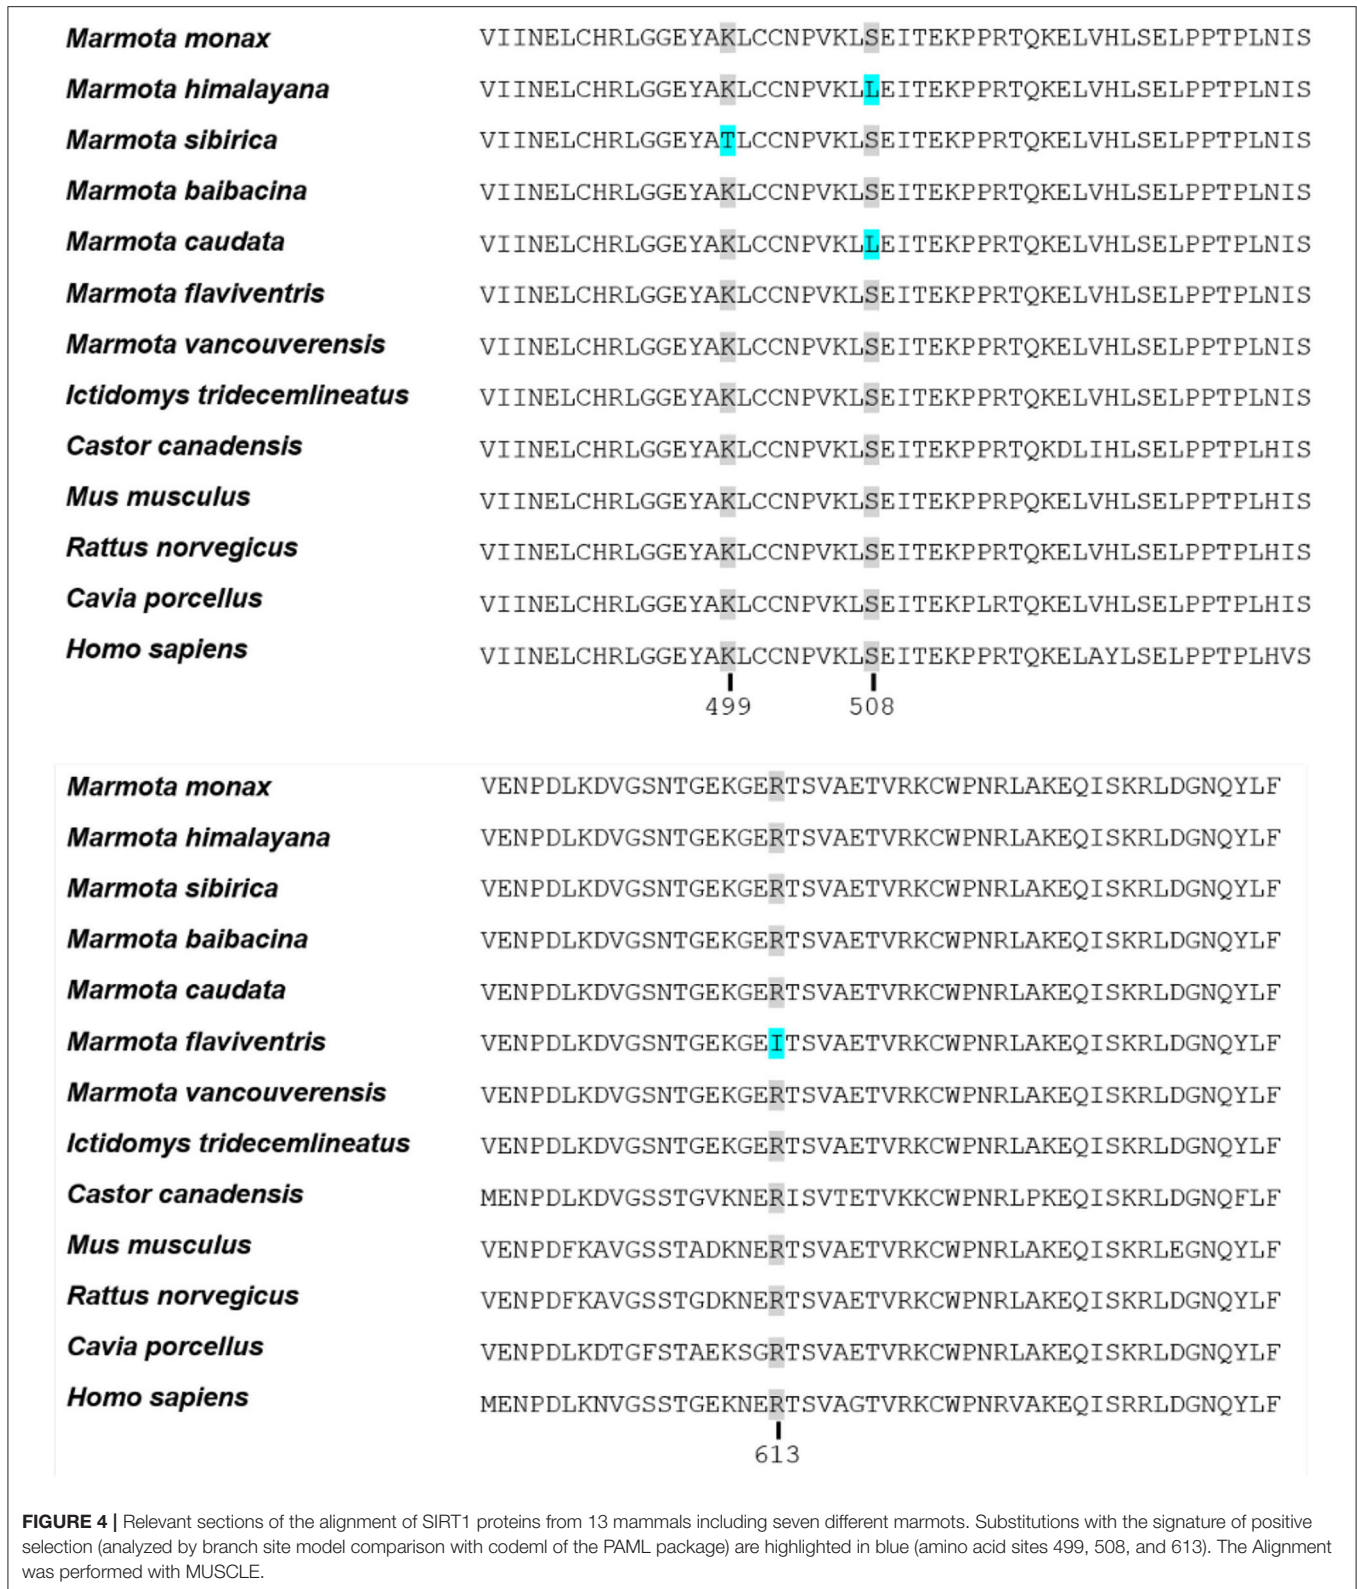 Marmota monax VIINELCHRLGGEYAKLCCNPVKLSEITEKPPRTQKELVHLSELPPTPLNIS
Marmota himalayana VIINELCHRLGGEYAKLCCNPVKLLEITEKPPRTQKELVHLSELPPTPLNIS
Marmota sibirica VIINELCHRLGGEYATLCCNPVKLSEITEKPPRTQKELVHLSELPPTPLNIS
Marmota baibacina VIINELCHRLGGEYAKLCCNPVKLSEITEKPPRTQKELVHLSELPPTPLNIS
Marmota caudata VIINELCHRLGGEYAKLCCNPVKLLEITEKPPRTQKELVHLSELPPTPLNIS
Marmota flaviventris VIINELCHRLGGEYAKLCCNPVKLSEITEKPPRTQKELVHLSELPPTPLNIS
Marmota vancouverensis VIINELCHRLGGEYAKLCCNPVKLSEITEKPPRTQKELVHLSELPPTPLNIS
Ictidomys tridecemlineatus VIINELCHRLGGEYAKLCCNPVKLSEITEKPPRTQKELVHLSELPPTPLNIS
Castor canadensis VIINELCHRLGGEYAKLCCNPVKLSEITEKPPRTQKDLIHLSELPPTPLHIS
Mus musculus VIINELCHRLGGEYAKLCCNPVKLSEITEKPPRPQKELVHLSELPPTPLHIS
Rattus norvegicus VIINELCHRLGGEYAKLCCNPVKLSEITEKPPRTQKELVHLSELPPTPLHIS
Cavia porcellus VIINELCHRLGGEYAKLCCNPVKLSEITEKPLRTQKELVHLSELPPTPLHIS
Homo sapiens VIINELCHRLGGEYAKLCCNPVKLSEITEKPPRTQKELAYLSELPPTPLHVS
499 508
Marmota monax VENPDLKDVGSNTGEKGERTSVAETVRKCWPNRLAKEQISKRLDGNQYLF
Marmota himalayana VENPDLKDVGSNTGEKGERTSVAETVRKCWPNRLAKEQISKRLDGNQYLF
Marmota sibirica VENPDLKDVGSNTGEKGERTSVAETVRKCWPNRLAKEQISKRLDGNQYLF
Marmota baibacina VENPDLKDVGSNTGEKGERTSVAETVRKCWPNRLAKEQISKRLDGNQYLF
Marmota caudata VENPDLKDVGSNTGEKGERTSVAETVRKCWPNRLAKEQISKRLDGNQYLF
Marmota flaviventris VENPDLKDVGSNTGEKGEITSVAETVRKCWPNRLAKEQISKRLDGNQYLF
Marmota vancouverensis VENPDLKDVGSNTGEKGERTSVAETVRKCWPNRLAKEQISKRLDGNQYLF
Ictidomys tridecemlineatus VENPDLKDVGSNTGEKGERTSVAETVRKCWPNRLAKEQISKRLDGNQYLF
Castor canadensis MENPDLKDVGSSTGVKNERISVTETVKKCWPNRLPKEQISKRLDGNQFLF
Mus musculus VENPDFKAVGSSTADKNERTSVAETVRKCWPNRLAKEQISKRLEGNQYLF
Rattus norvegicus VENPDFKAVGSSTGDKNERTSVAETVRKCWPNRLAKEQISKRLDGNQYLF
Cavia porcellus VENPDLKDTGFSTAEKSGRTSVAETVRKCWPNRLAKEQISKRLDGNQYLF
Homo sapiens MENPDLKNVGSSTGEKNERTSVAGTVRKCWPNRVAKEQISRRLDGNQYLF
613
FIGURE 4 | Relevant sections of the alignment of SIRT1 proteins from 13 mammals including seven different marmots. Substitutions with the signature of positive
selection (analyzed by branch site model comparison with codeml of the PAML package) are highlighted in blue (amino acid sites 499, 508, and 613). The Alignment
was performed with MUSCLE.